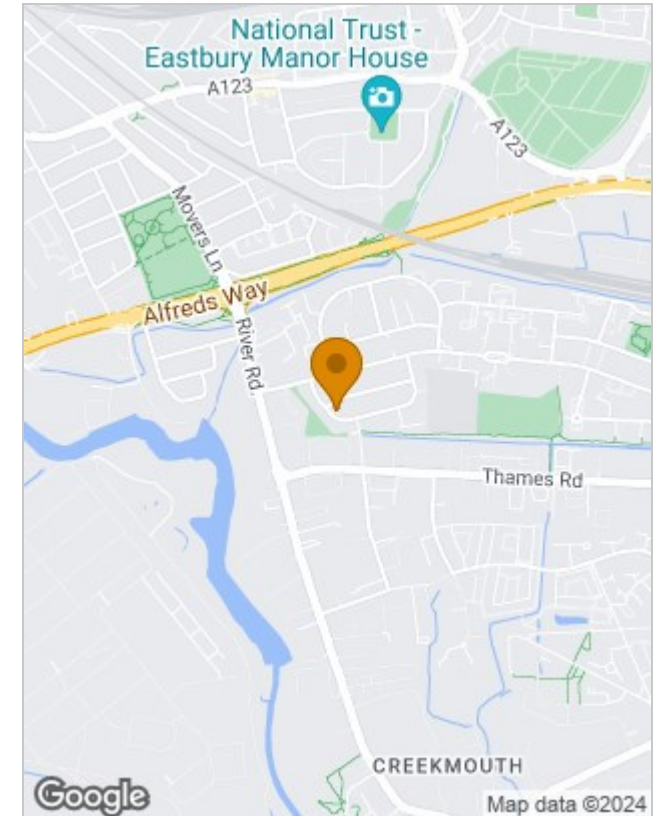 National Trust -
Eastbury Manor House
A123
A123
Movers Ln
Alfreds Way
River Rd
Thames Rd
CREEKMOUTH
Google
Map data ©2024